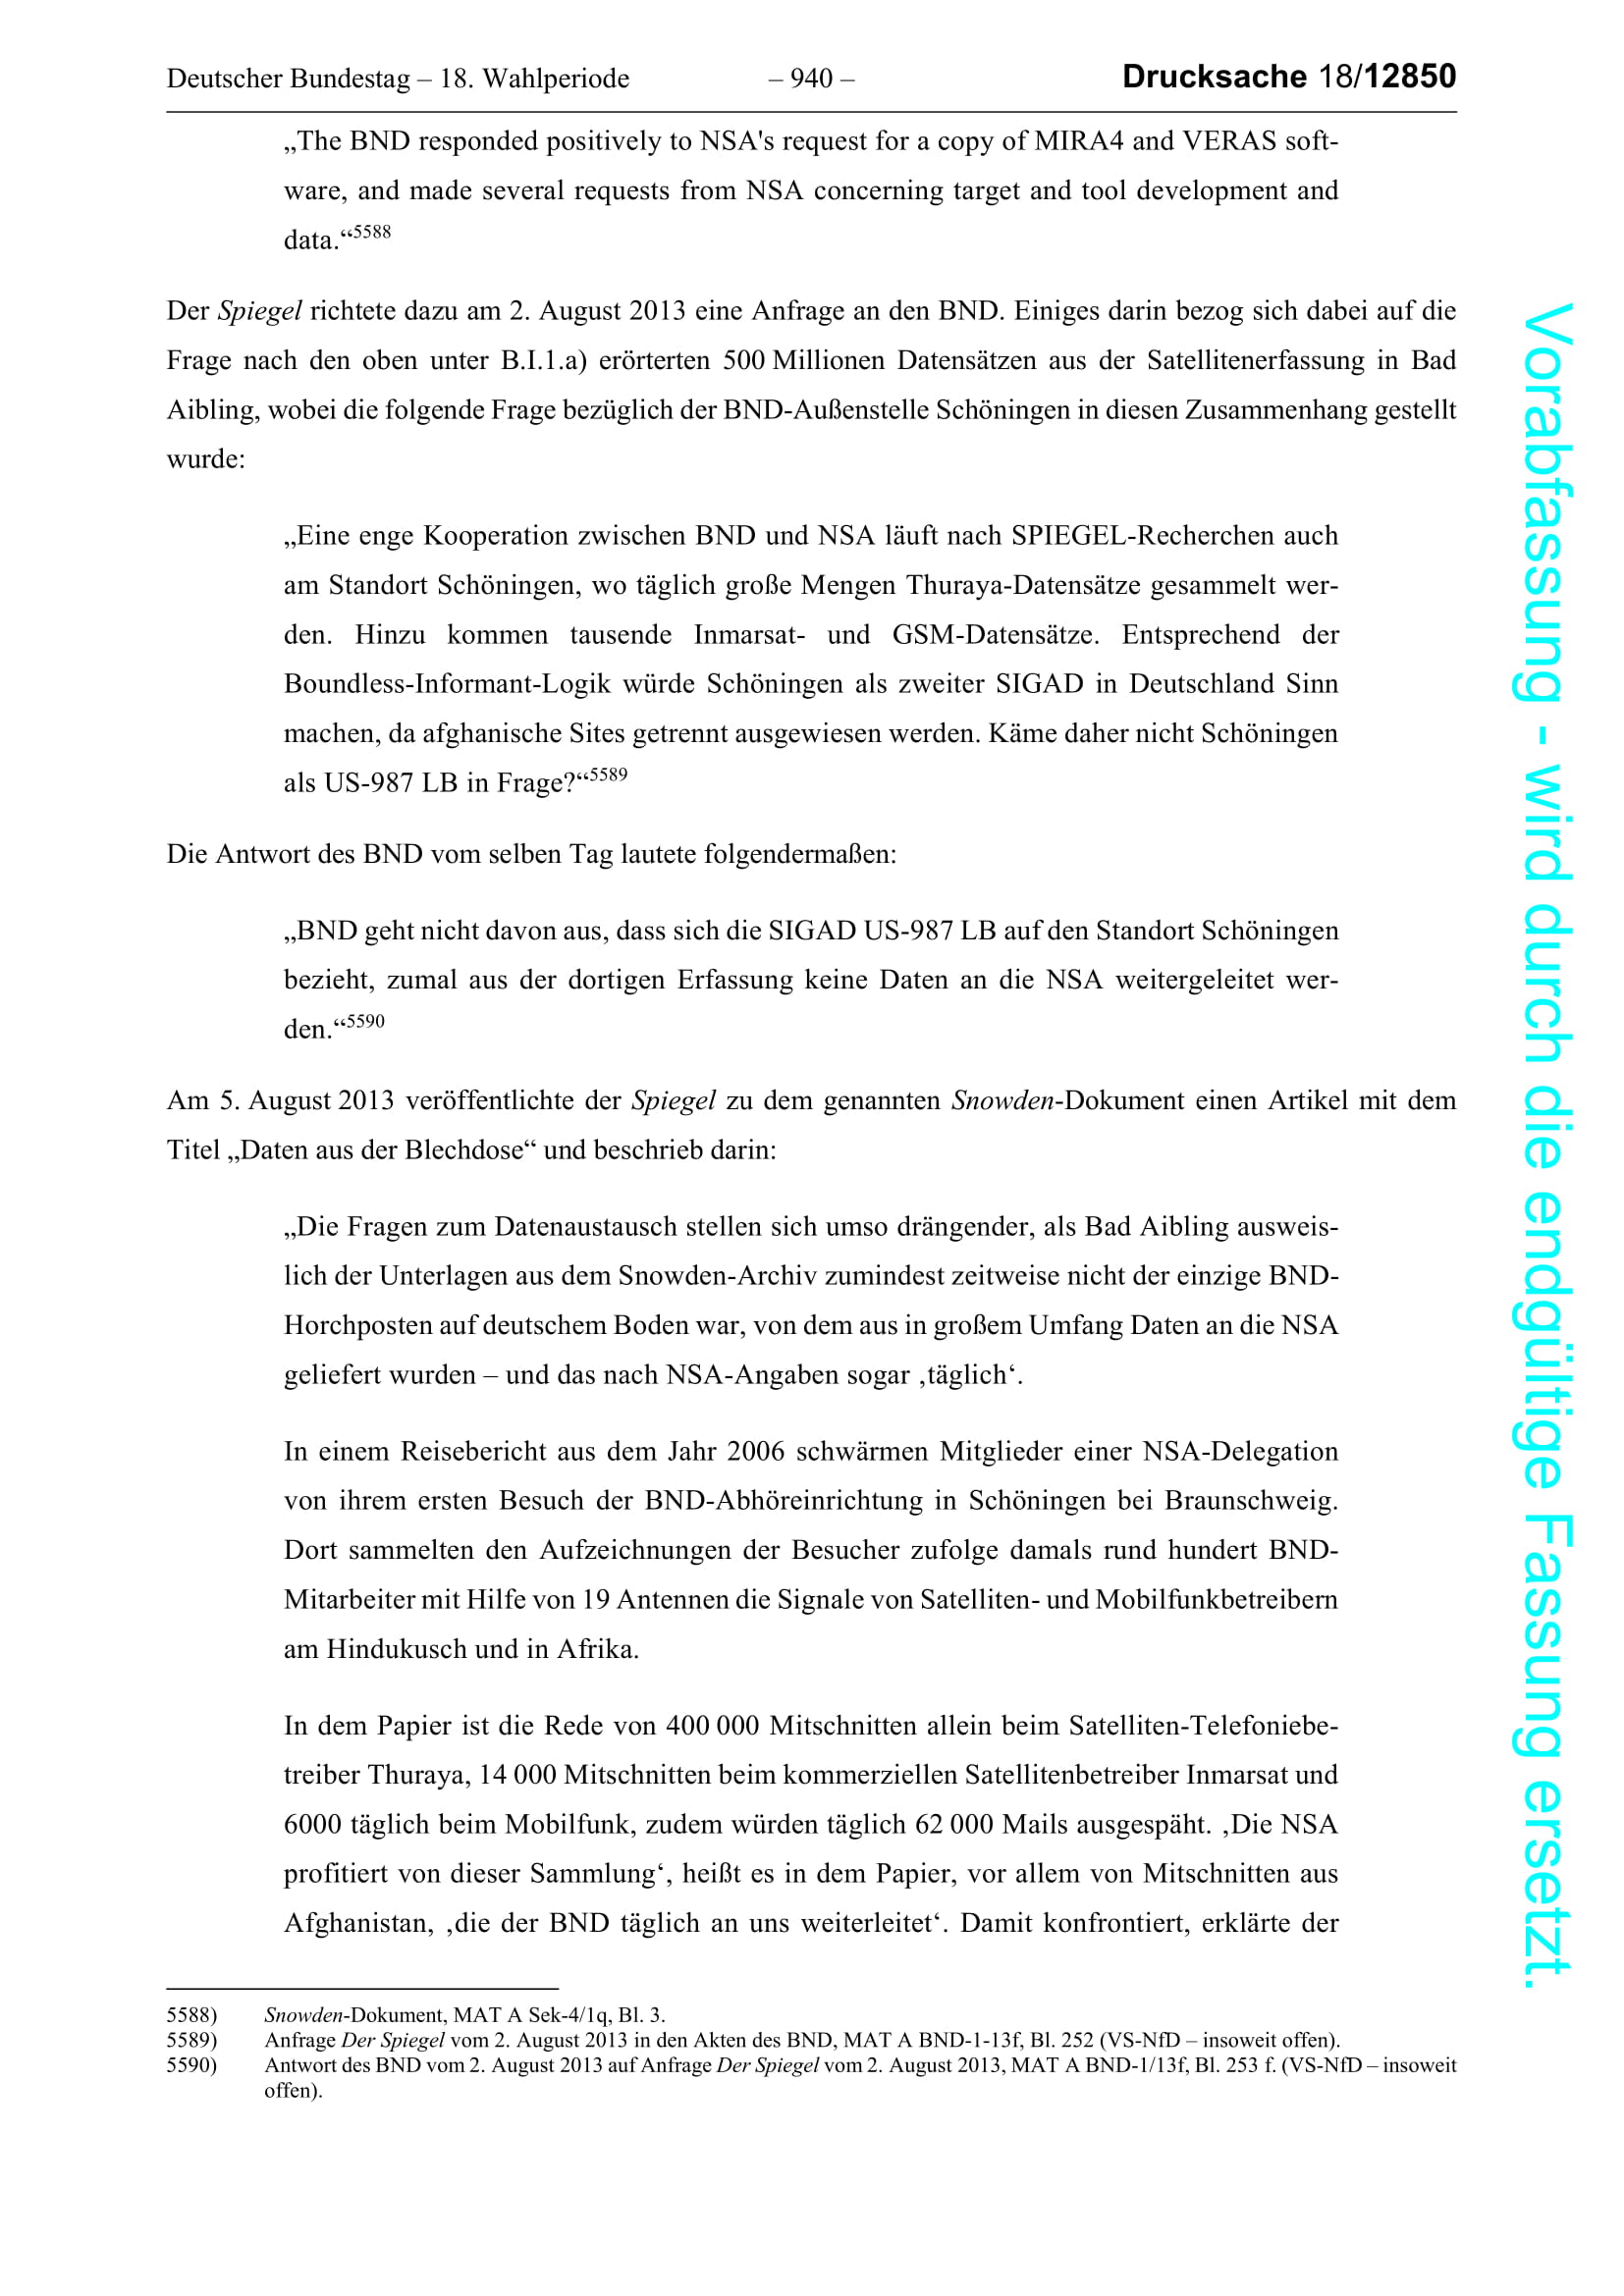 Deutscher Bundestag – 18. Wahlperiode – 940 – Drucksache 18/12850
„The BND responded positively to NSA's request for a copy of MIRA4 and VERAS soft-
ware, and made several requests from NSA concerning target and tool development and
data.“5588
Der Spiegel richtete dazu am 2. August 2013 eine Anfrage an den BND. Einiges darin bezog sich dabei auf die
Frage nach den oben unter B.I.1.a) erörterten 500 Millionen Datensätzen aus der Satellitenerfassung in Bad
Aibling, wobei die folgende Frage bezüglich der BND-Außenstelle Schöningen in diesen Zusammenhang gestellt
wurde:
„Eine enge Kooperation zwischen BND und NSA läuft nach SPIEGEL-Recherchen auch
am Standort Schöningen, wo täglich große Mengen Thuraya-Datensätze gesammelt wer-
den. Hinzu kommen tausende Inmarsat- und GSM-Datensätze. Entsprechend der
Boundless-Informant-Logik würde Schöningen als zweiter SIGAD in Deutschland Sinn
machen, da afghanische Sites getrennt ausgewiesen werden. Käme daher nicht Schöningen
als US-987 LB in Frage?“5589
Die Antwort des BND vom selben Tag lautete folgendermaßen:
„BND geht nicht davon aus, dass sich die SIGAD US-987 LB auf den Standort Schöningen
bezieht, zumal aus der dortigen Erfassung keine Daten an die NSA weitergeleitet wer-
den.“5590
Am 5. August 2013 veröffentlichte der Spiegel zu dem genannten Snowden-Dokument einen Artikel mit dem
Titel „Daten aus der Blechdose“ und beschrieb darin:
„Die Fragen zum Datenaustausch stellen sich umso drängender, als Bad Aibling ausweis-
lich der Unterlagen aus dem Snowden-Archiv zumindest zeitweise nicht der einzige BND-
Horchposten auf deutschem Boden war, von dem aus in großem Umfang Daten an die NSA
geliefert wurden – und das nach NSA-Angaben sogar ‚täglich‘.
In einem Reisebericht aus dem Jahr 2006 schwärmen Mitglieder einer NSA-Delegation
von ihrem ersten Besuch der BND-Abhöreinrichtung in Schöningen bei Braunschweig.
Dort sammelten den Aufzeichnungen der Besucher zufolge damals rund hundert BND-
Mitarbeiter mit Hilfe von 19 Antennen die Signale von Satelliten- und Mobilfunkbetreibern
am Hindukusch und in Afrika.
In dem Papier ist die Rede von 400 000 Mitschnitten allein beim Satelliten-Telefoniebe-
treiber Thuraya, 14 000 Mitschnitten beim kommerziellen Satellitenbetreiber Inmarsat und
6000 täglich beim Mobilfunk, zudem würden täglich 62 000 Mails ausgespäht. ‚Die NSA
profitiert von dieser Sammlung‘, heißt es in dem Papier, vor allem von Mitschnitten aus
Afghanistan, ‚die der BND täglich an uns weiterleitet‘. Damit konfrontiert, erklärte der
5588) Snowden-Dokument, MAT A Sek-4/1q, Bl. 3.
5589) Anfrage Der Spiegel vom 2. August 2013 in den Akten des BND, MAT A BND-1-13f, Bl. 252 (VS-NfD – insoweit offen).
5590) Antwort des BND vom 2. August 2013 auf Anfrage Der Spiegel vom 2. August 2013, MAT A BND-1/13f, Bl. 253 f. (VS-NfD – insoweit
offen).
Vorabfassung - wird durch die endgültige Fassung ersetzt.